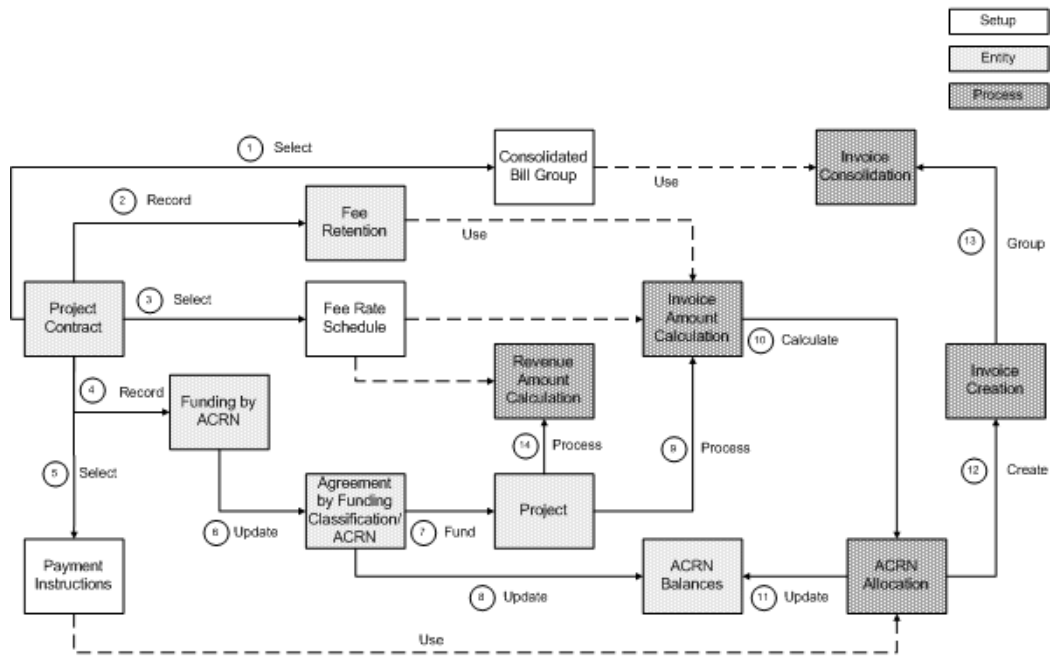 Setup
Entity
Process
1 Select
Consolidated
Bill Group
Use
Invoice
Consolidation
2 Record
Fee
Retention
Use
13
Group
Project
Contract
3 Select
Fee Rate
Schedule
Invoice
Amount
Calculation
10 Calculate
Revenue
Amount
Calculation
Invoice
Creation
4 Record
Funding by
ACRN
14 Process
9 Process
5 Select
12 Create
6 Update
Agreement
by Funding
Classification/
ACRN
7 Fund
Project
Payment
Instructions
8 Update
ACRN
Balances
11 Update
ACRN
Allocation
Use